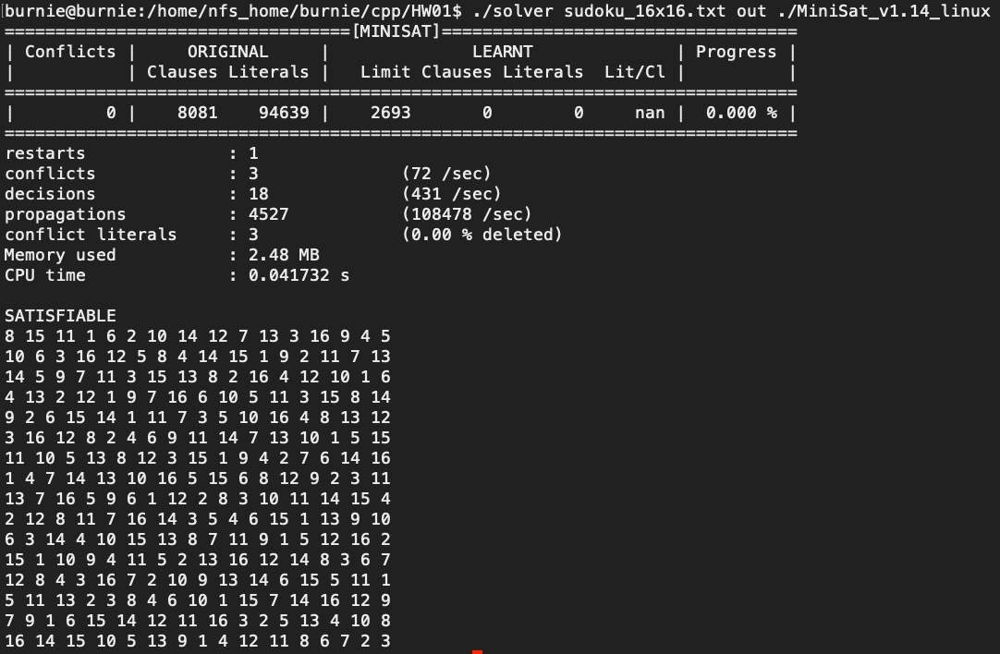 burnie@burnie:/home/nfs_home/burnie/cpp/HW01$ ./solver sudoku_16x16.txt out ./MiniSat_v1.14_linux
==================================[MINISAT]===================================
| Conflicts |     ORIGINAL     |              LEARNT              | Progress |
|           | Clauses Literals |   Limit Clauses Literals  Lit/Cl |          |
==============================================================================
|         0 |    8081    94639 |    2693       0        0     nan |  0.000 % |
==============================================================================
restarts              : 1
conflicts             : 3              (72 /sec)
decisions             : 18             (431 /sec)
propagations          : 4527           (108478 /sec)
conflict literals     : 3              (0.00 % deleted)
Memory used           : 2.48 MB
CPU time              : 0.041732 s

SATISFIABLE
8 15 11 1 6 2 10 14 12 7 13 3 16 9 4 5
10 6 3 16 12 5 8 4 14 15 1 9 2 11 7 13
14 5 9 7 11 3 15 13 8 2 16 4 12 10 1 6
4 13 2 12 1 9 7 16 6 10 5 11 3 15 8 14
9 2 6 15 14 1 11 7 3 5 10 16 4 8 13 12
3 16 12 8 2 4 6 9 11 14 7 13 10 1 5 15
11 10 5 13 8 12 3 15 1 9 4 2 7 6 14 16
1 4 7 14 13 10 16 5 15 6 8 12 9 2 3 11
13 7 16 5 9 6 1 12 2 8 3 10 11 14 15 4
2 12 8 11 7 16 14 3 5 4 6 15 1 13 9 10
6 3 14 4 10 15 13 8 7 11 9 1 5 12 16 2
15 1 10 9 4 11 5 2 13 16 12 14 8 3 6 7
12 8 4 3 16 7 2 10 9 13 14 6 15 5 11 1
5 11 13 2 3 8 4 6 10 1 15 7 14 16 12 9
7 9 1 6 15 14 12 11 16 3 2 5 13 4 10 8
16 14 15 10 5 13 9 1 4 12 11 8 6 7 2 3